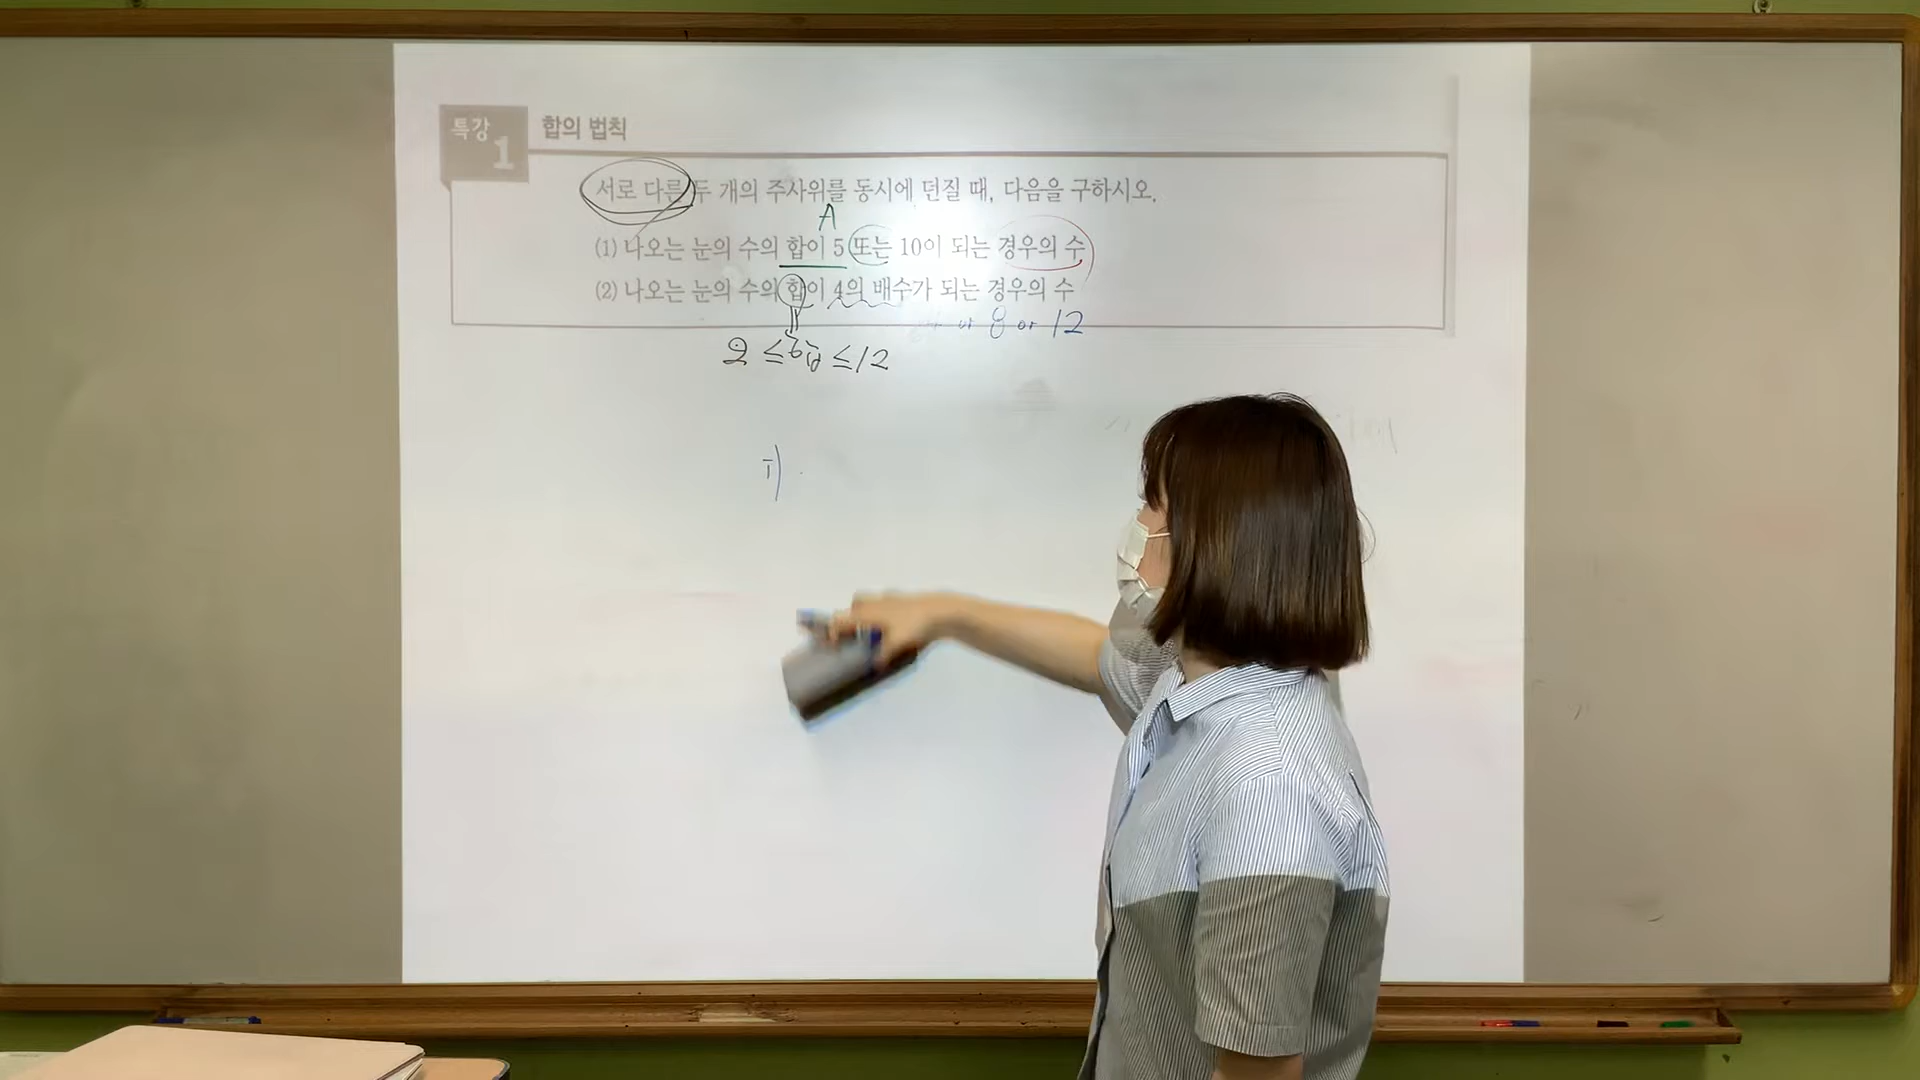 특강 1 합의 법칙
서로 다른 두 개의 주사위를 동시에 던질 때, 다음을 구하시오.
A
(1) 나오는 눈의 수의 합이 5 또는 10이 되는 경우의 수
(2) 나오는 눈의 수의 합이 4의 배수가 되는 경우의 수
or 8 or 12
2 ≤ 합 ≤ 12
i)